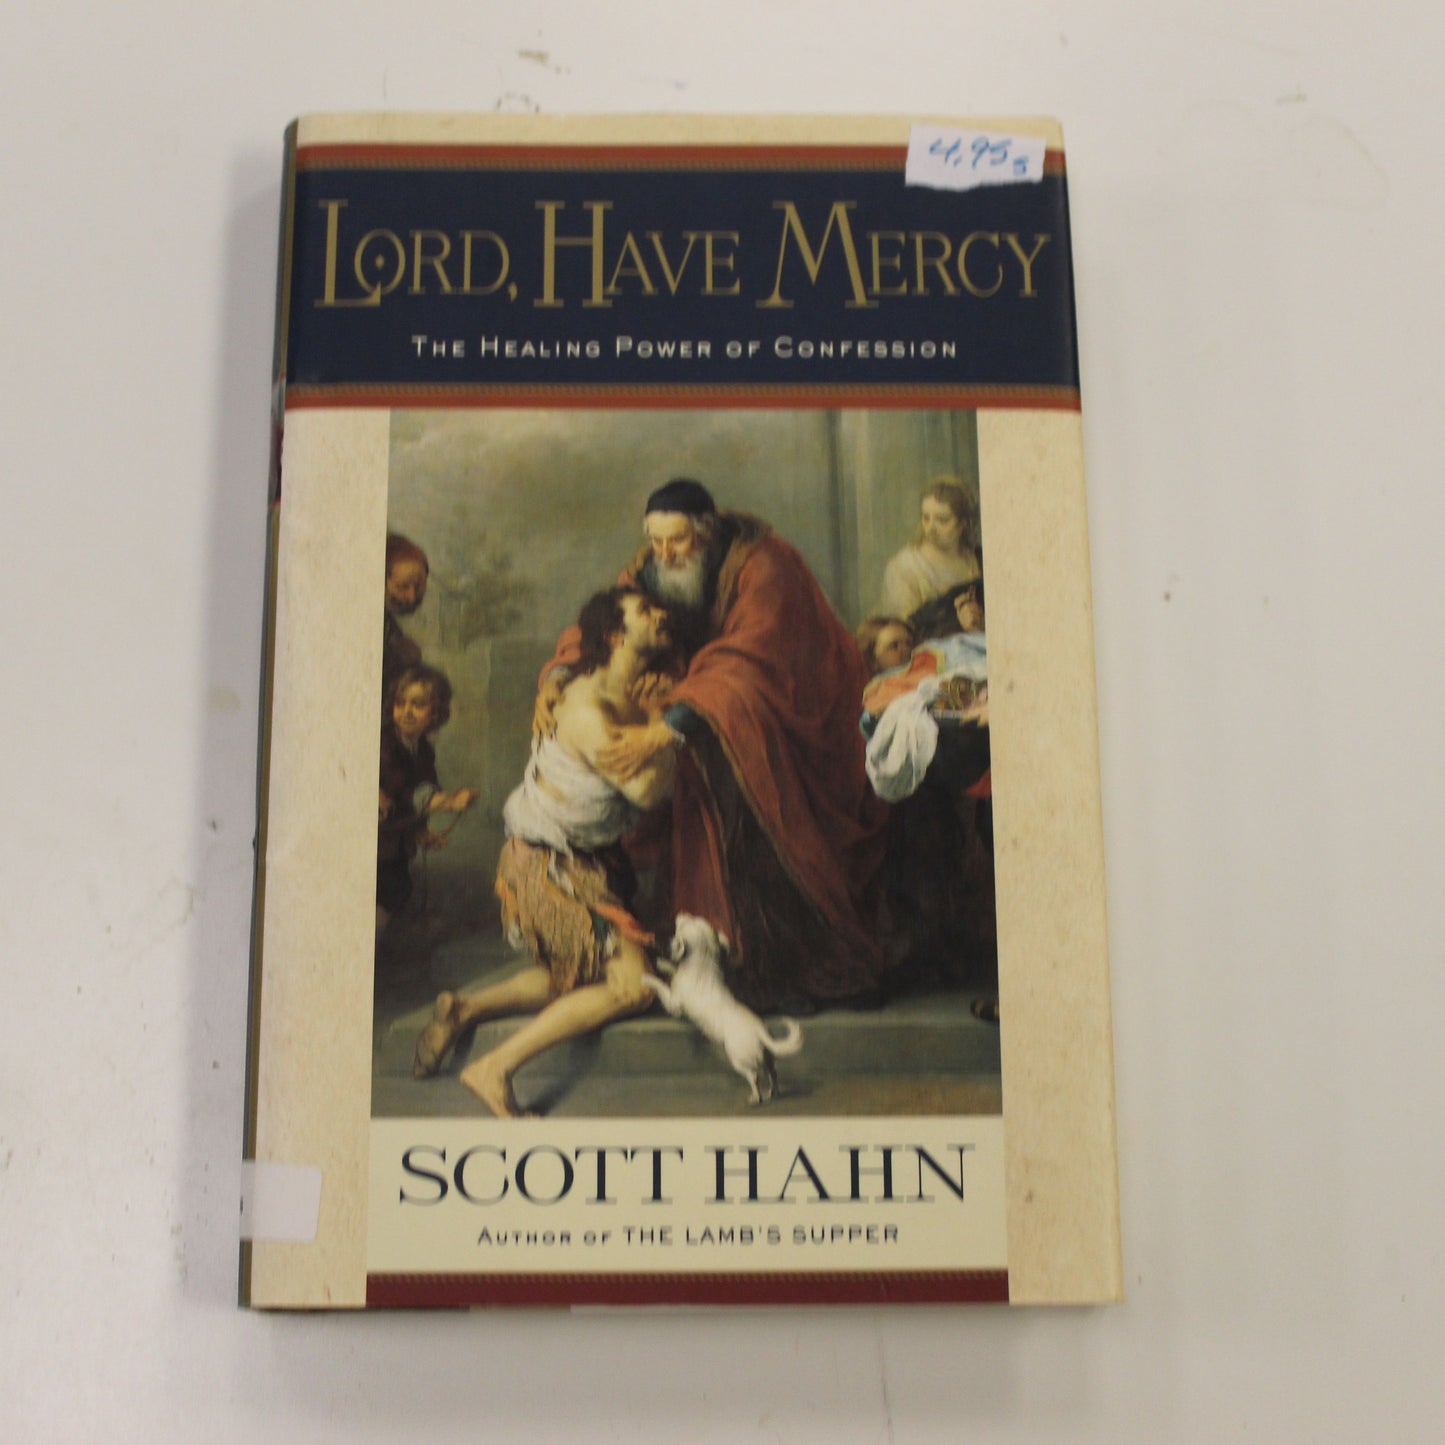 4.95 s
LORD, HAVE MERCY
THE HEALING POWER OF CONFESSION
SCOTT HAHN
AUTHOR OF THE LAMB'S SUPPER